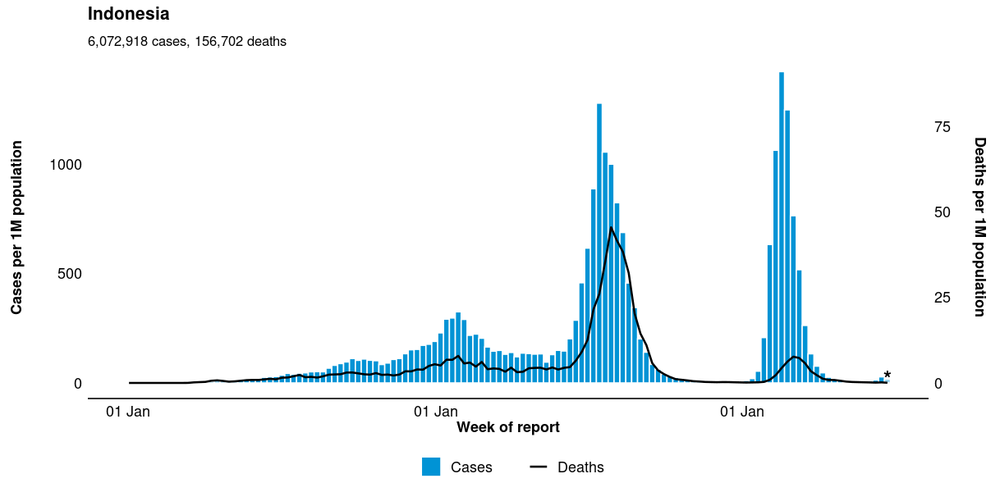 Indonesia
6,072,918 cases, 156,702 deaths
Cases per 1M population
1000
500
0
75
50
25
0
Deaths per 1M population
*
01 Jan 01 Jan 01 Jan
Week of report
Cases Deaths